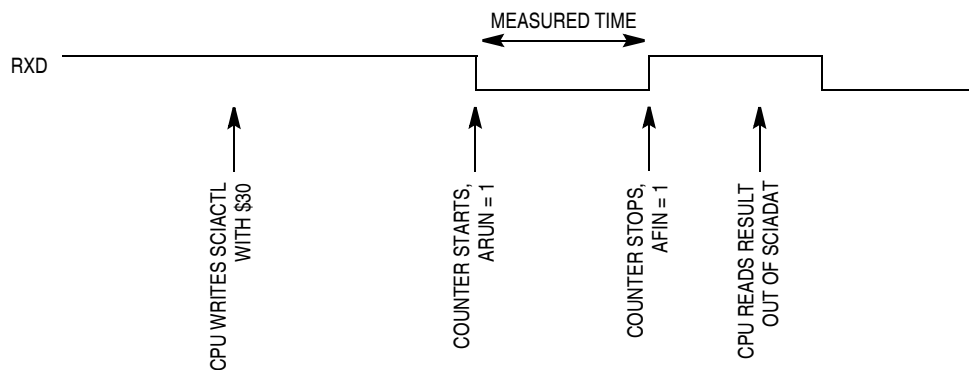 MEASURED TIME
RXD
CPU WRITES SCIACTL
WITH $30
COUNTER STARTS,
ARUN = 1
COUNTER STOPS,
AFIN = 1
CPU READS RESULT
OUT OF SCIADAT